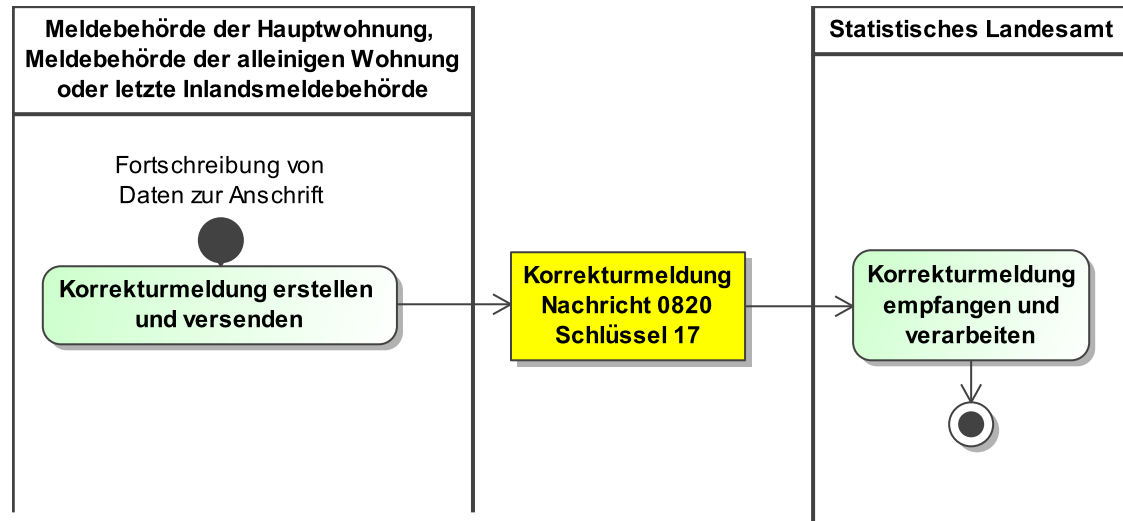 Meldebehörde der Hauptwohnung,
Meldebehörde der alleinigen Wohnung
oder letzte Inlandsmeldebehörde
Statistisches Landesamt
Fortschreibung von
Daten zur Anschrift
Korrekturmeldung erstellen
und versenden
Korrekturmeldung
Nachricht 0820
Schlüssel 17
Korrekturmeldung
empfangen und
verarbeiten